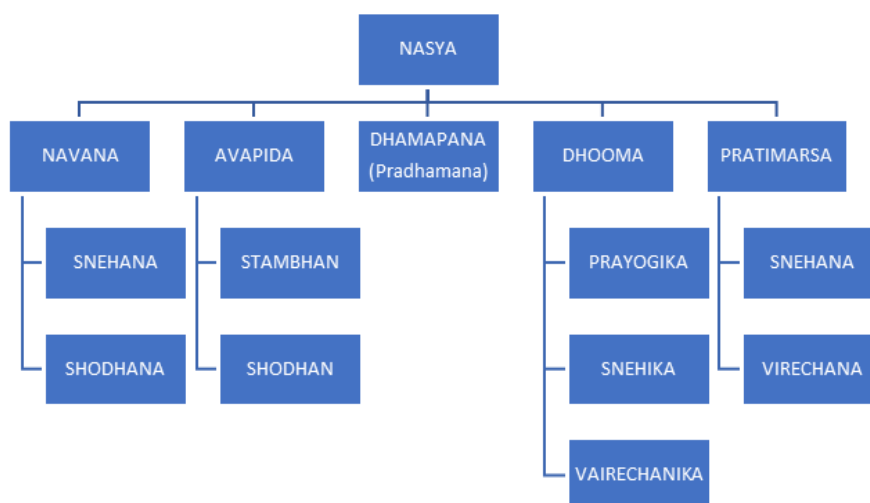 NASYA
NAVANA
AVAPIDA
DHAMAPANA
(Pradhamana)
DHOOMA
PRATIMARSA
SNEHANA
STAMBHAN
PRAYOGIKA
SNEHANA
SHODHANA
SHODHAN
SNEHIKA
VIRECHANA
VAIRECHANIKA